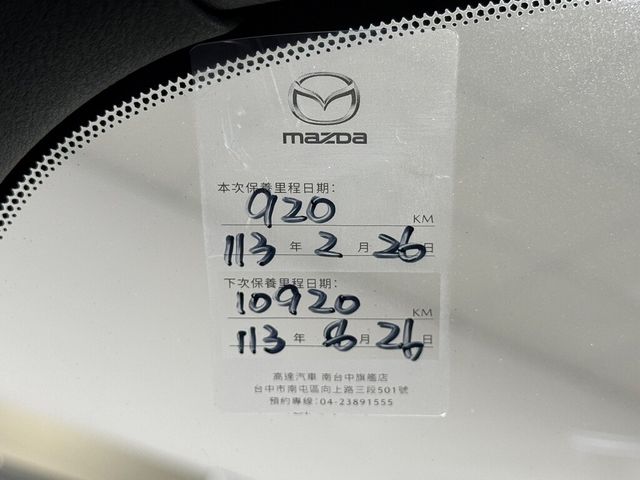 mazda
本次保養里程日期:
920 KM
113 年 2 月 26 日
下次保養里程日期:
10920 KM
113 年 8 月 26 日
高達汽車 南台中旗艦店
台中市南屯區向上路三段501號
預約專線:04-23891555